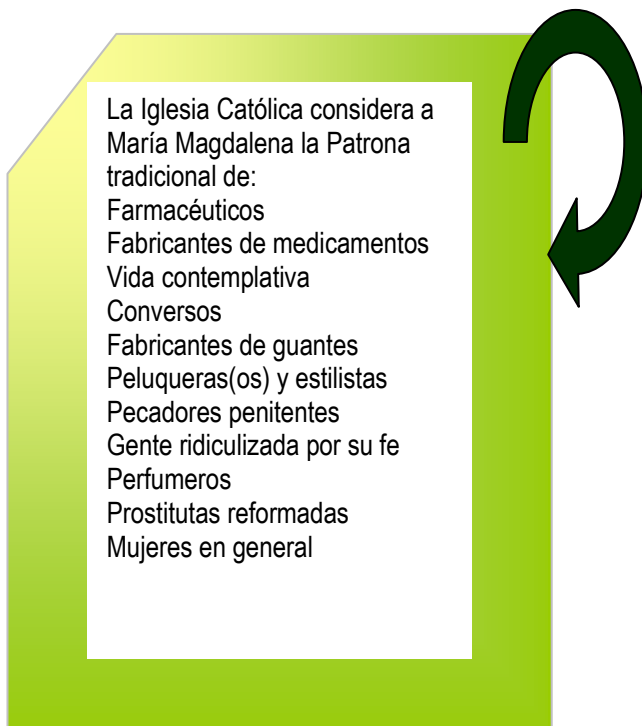 La Iglesia Católica considera a
María Magdalena la Patrona
tradicional de:
Farmacéuticos
Fabricantes de medicamentos
Vida contemplativa
Conversos
Fabricantes de guantes
Peluqueras(os) y estilistas
Pecadores penitentes
Gente ridiculizada por su fe
Perfumeros
Prostitutas reformadas
Mujeres en general